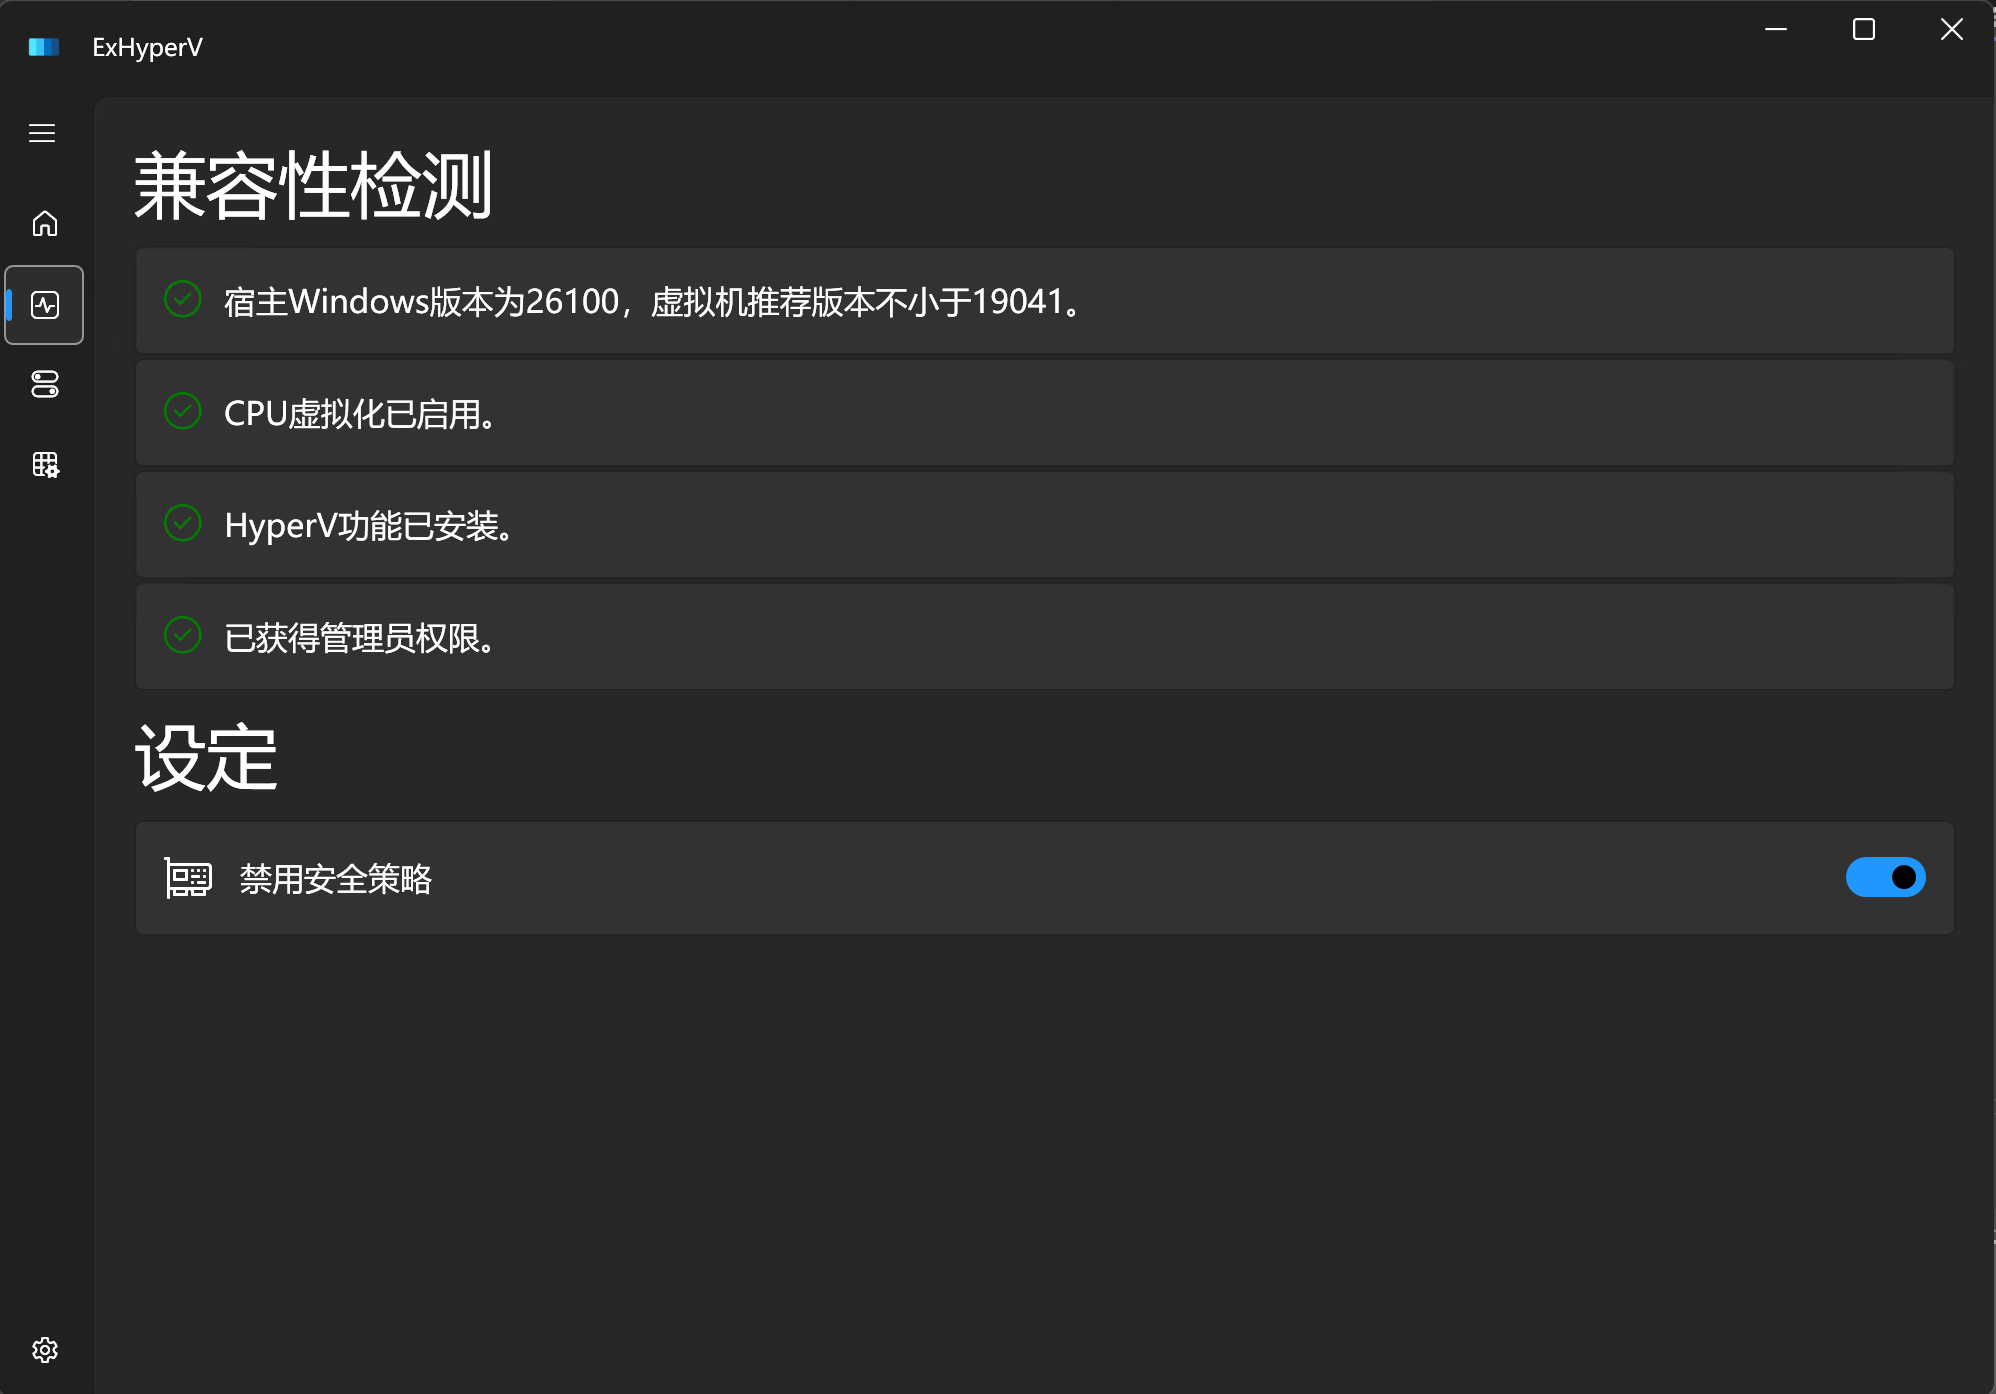 ExHyperV
兼容性检测
宿主Windows版本为26100，虚拟机推荐版本不小于19041。
CPU虚拟化已启用。
HyperV功能已安装。
已获得管理员权限。
设定
禁用安全策略